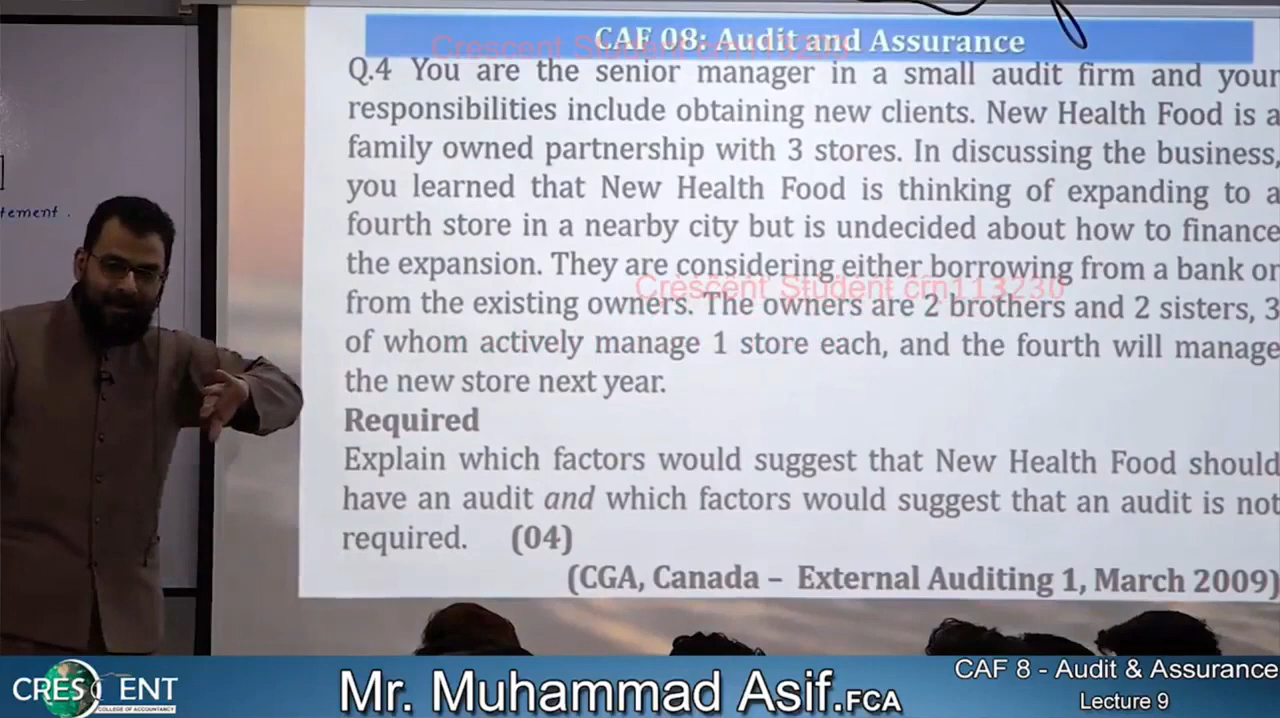 CAF 08: Audit and Assurance
Crescent Student crn113230
Q.4 You are the senior manager in a small audit firm and your
responsibilities include obtaining new clients. New Health Food is a
family owned partnership with 3 stores. In discussing the business,
you learned that New Health Food is thinking of expanding to a
fourth store in a nearby city but is undecided about how to finance
the expansion. They are considering either borrowing from a bank or
Crescent Student crn113230
from the existing owners. The owners are 2 brothers and 2 sisters, 3
of whom actively manage 1 store each, and the fourth will manage
the new store next year.
Required
Explain which factors would suggest that New Health Food should
have an audit and which factors would suggest that an audit is not
required. (04)
(CGA, Canada – External Auditing 1, March 2009)
tement.
CRESCENT
COLLEGE OF ACCOUNTANCY
Mr. Muhammad Asif.FCA
CAF 8 - Audit & Assurance
Lecture 9